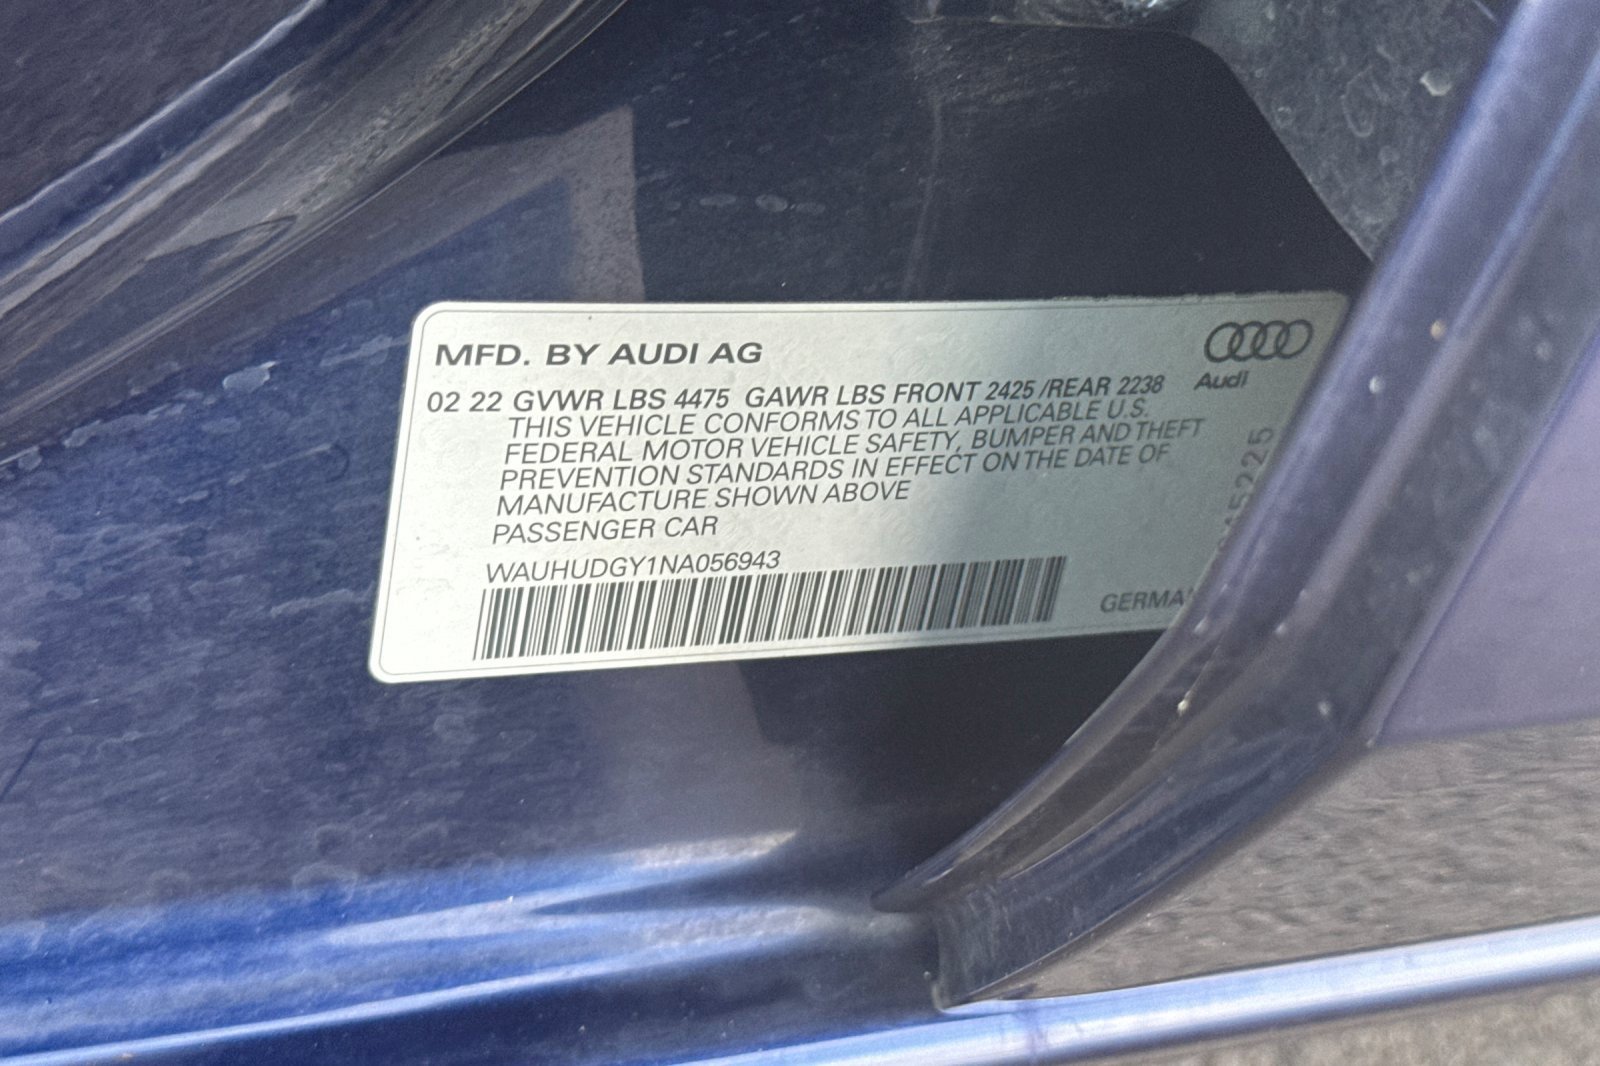 MFD. BY AUDI AG
Audi
02 22 GVWR LBS 4475 GAWR LBS FRONT 2425 /REAR 2238
THIS VEHICLE CONFORMS TO ALL APPLICABLE U.S.
FEDERAL MOTOR VEHICLE SAFETY, BUMPER AND THEFT
PREVENTION STANDARDS IN EFFECT ON THE DATE OF
MANUFACTURE SHOWN ABOVE
PASSENGER CAR
WAUHUDGY1NA056943
GERMA